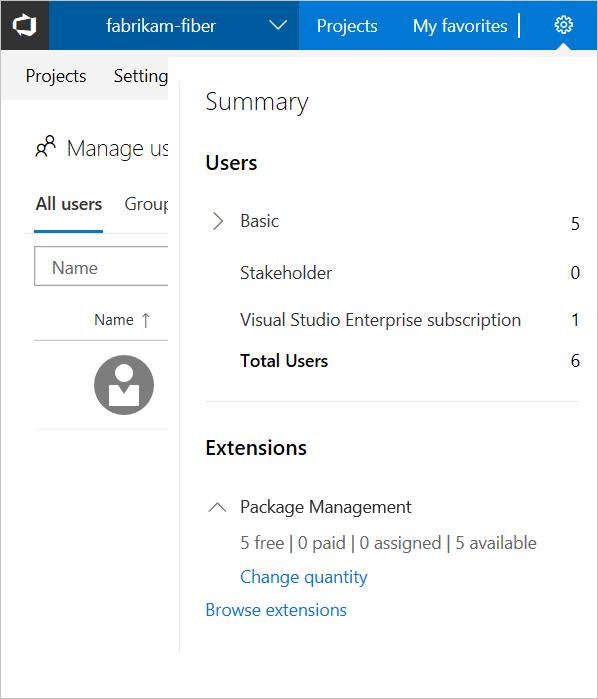 fabrikam-fiber Projects My favorites
Projects Setting
Summary
Manage us
Users
All users Group
Basic 5
Name
Stakeholder 0
Name ↑
Visual Studio Enterprise subscription 1
Total Users 6
Extensions
Package Management
5 free | 0 paid | 0 assigned | 5 available
Change quantity
Browse extensions